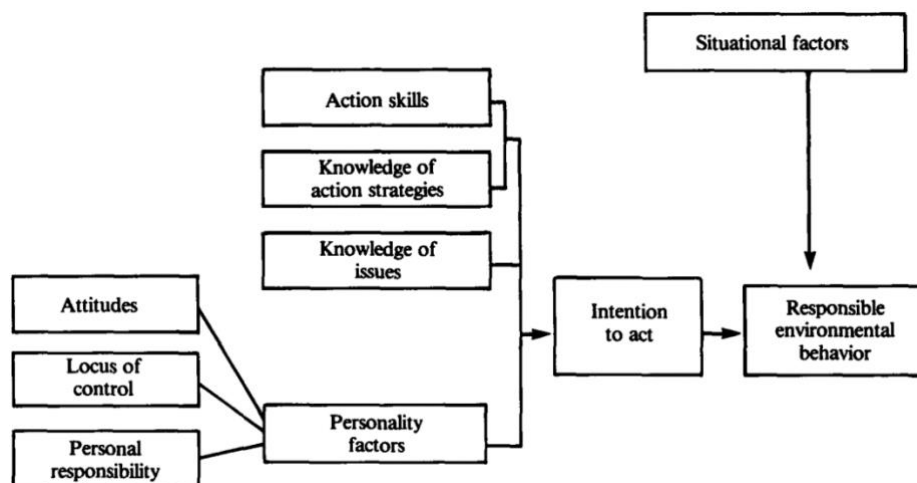 Situational factors
Action skills
Knowledge of
action strategies
Knowledge of
issues
Attitudes
Intention
to act
Responsible
environmental
behavior
Locus of
control
Personality
factors
Personal
responsibility